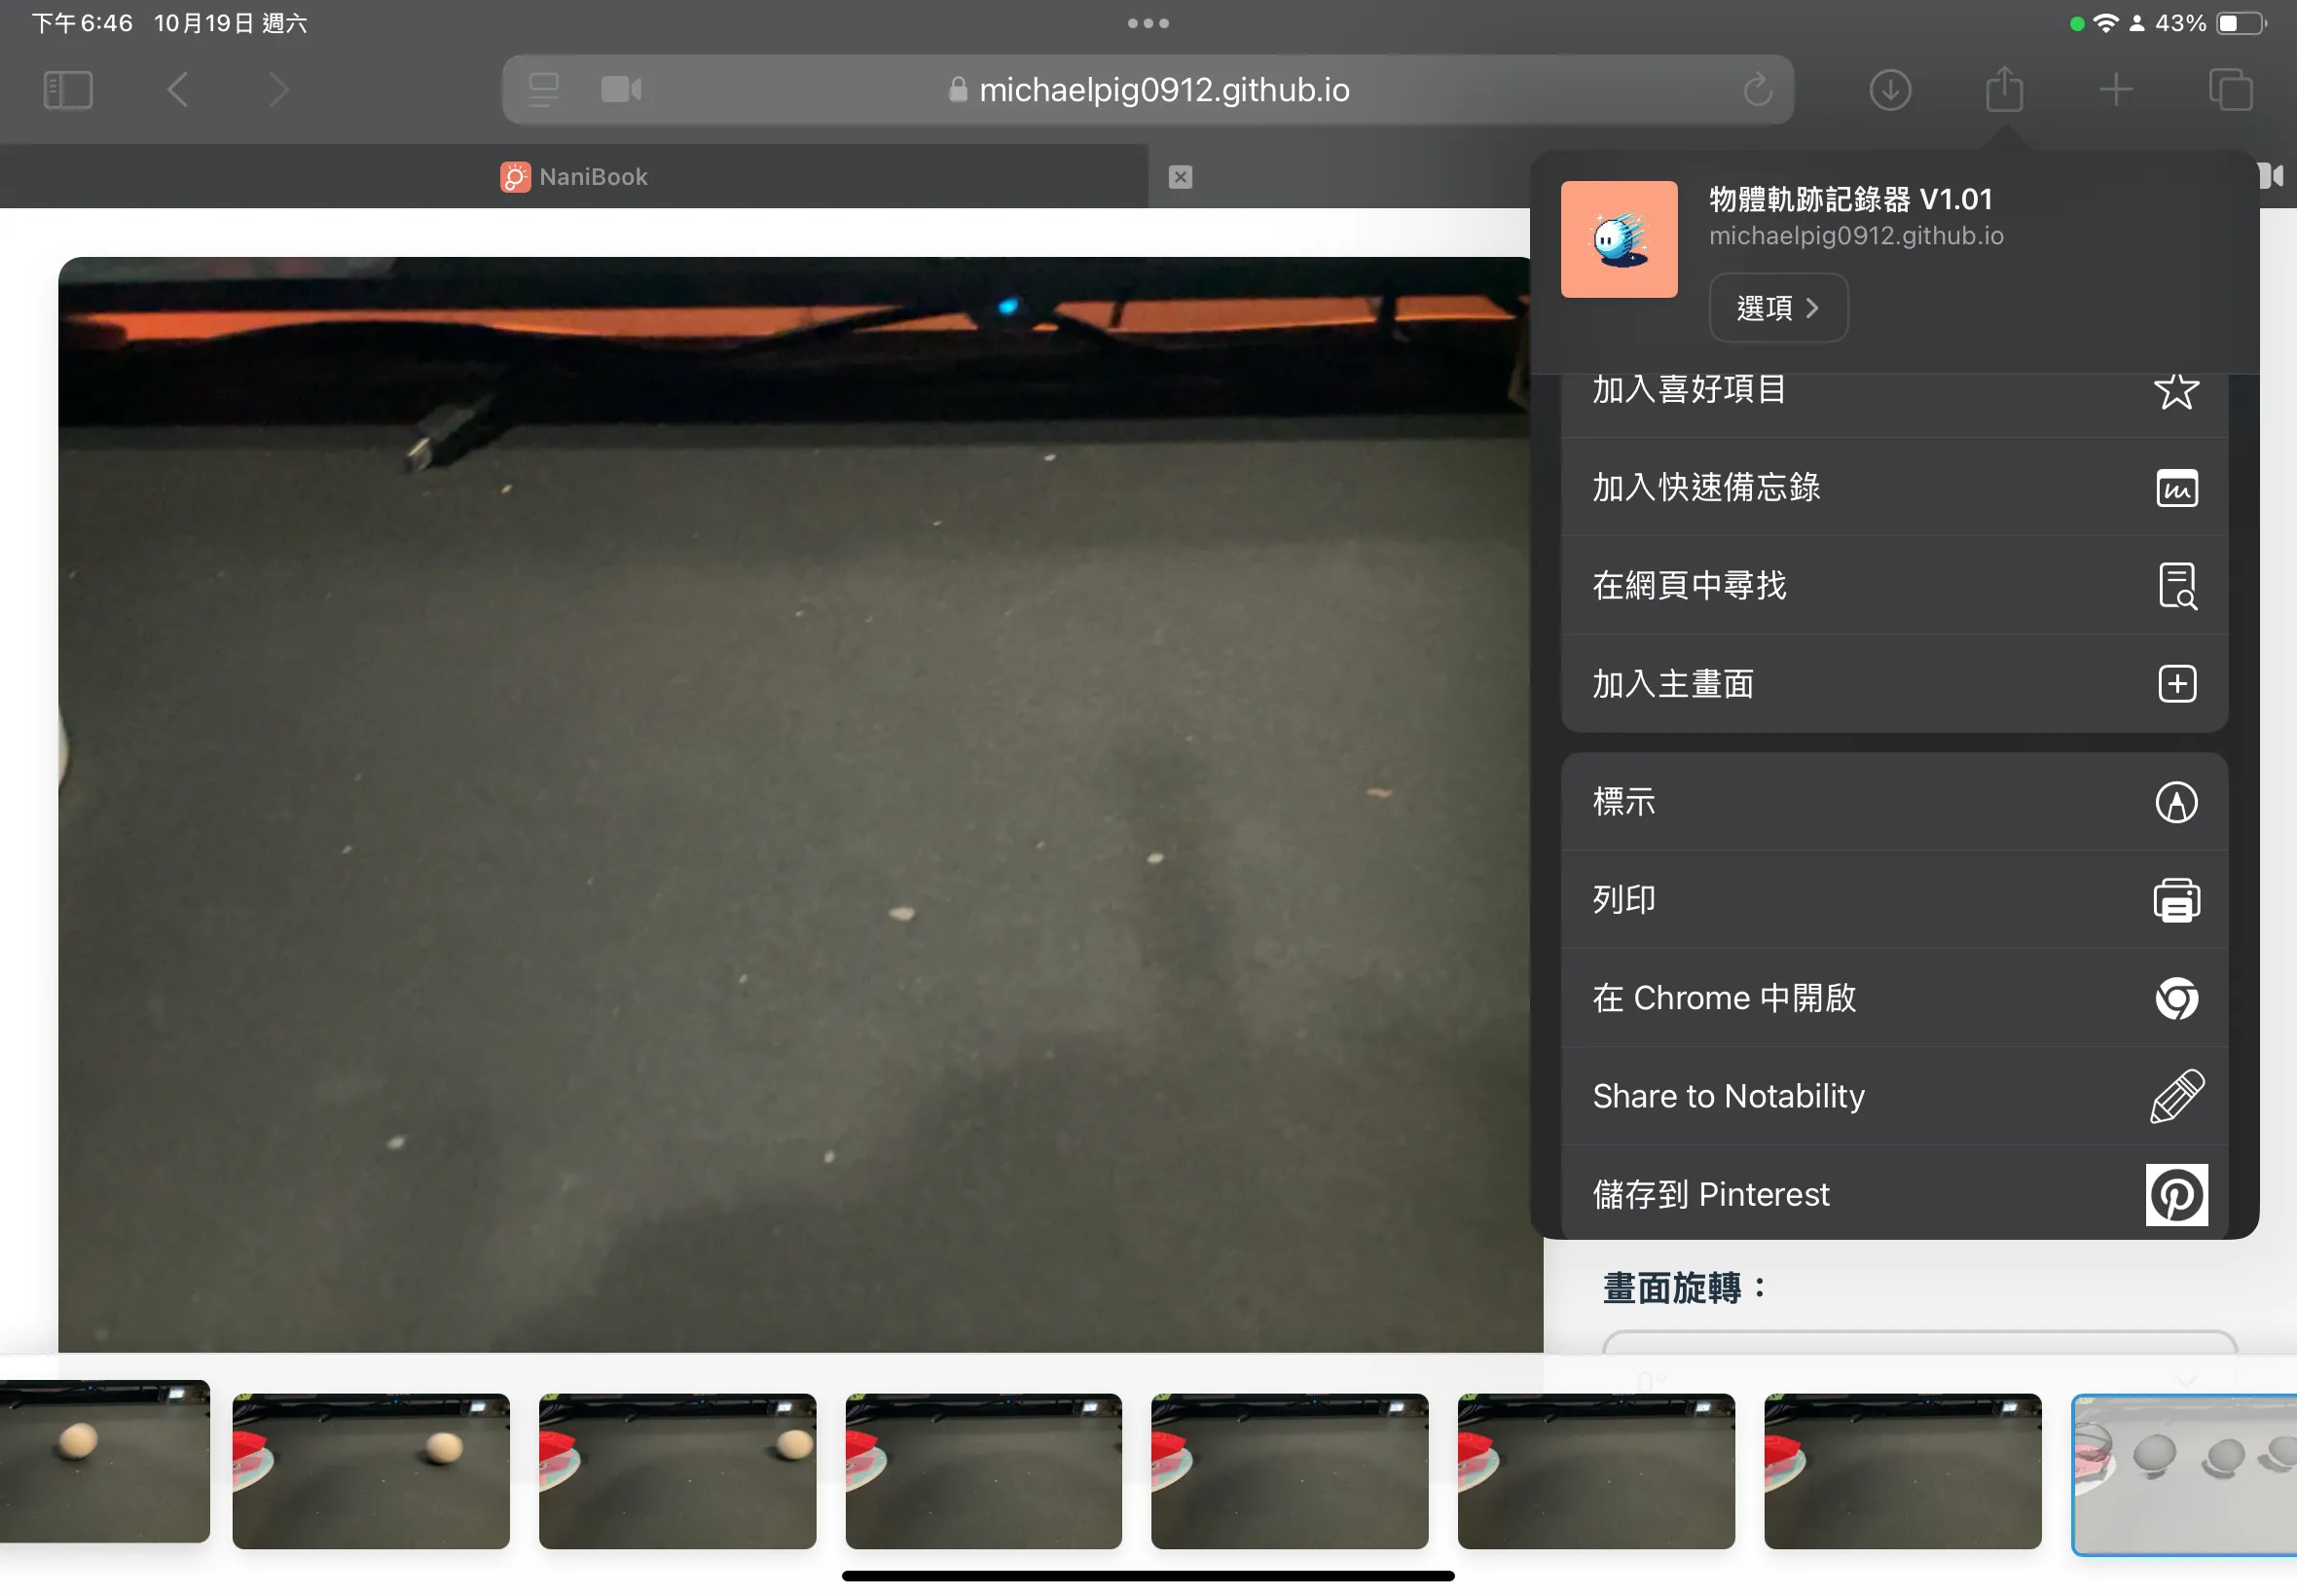 下午6:46 10月19日 週六
43%
michaelpig0912.github.io
NaniBook
物體軌跡記錄器 V1.01
michaelpig0912.github.io
選項
加入喜好項目
加入快速備忘錄
在網頁中尋找
加入主畫面
標示
列印
在 Chrome 中開啟
Share to Notability
儲存到 Pinterest
畫面旋轉：
0°